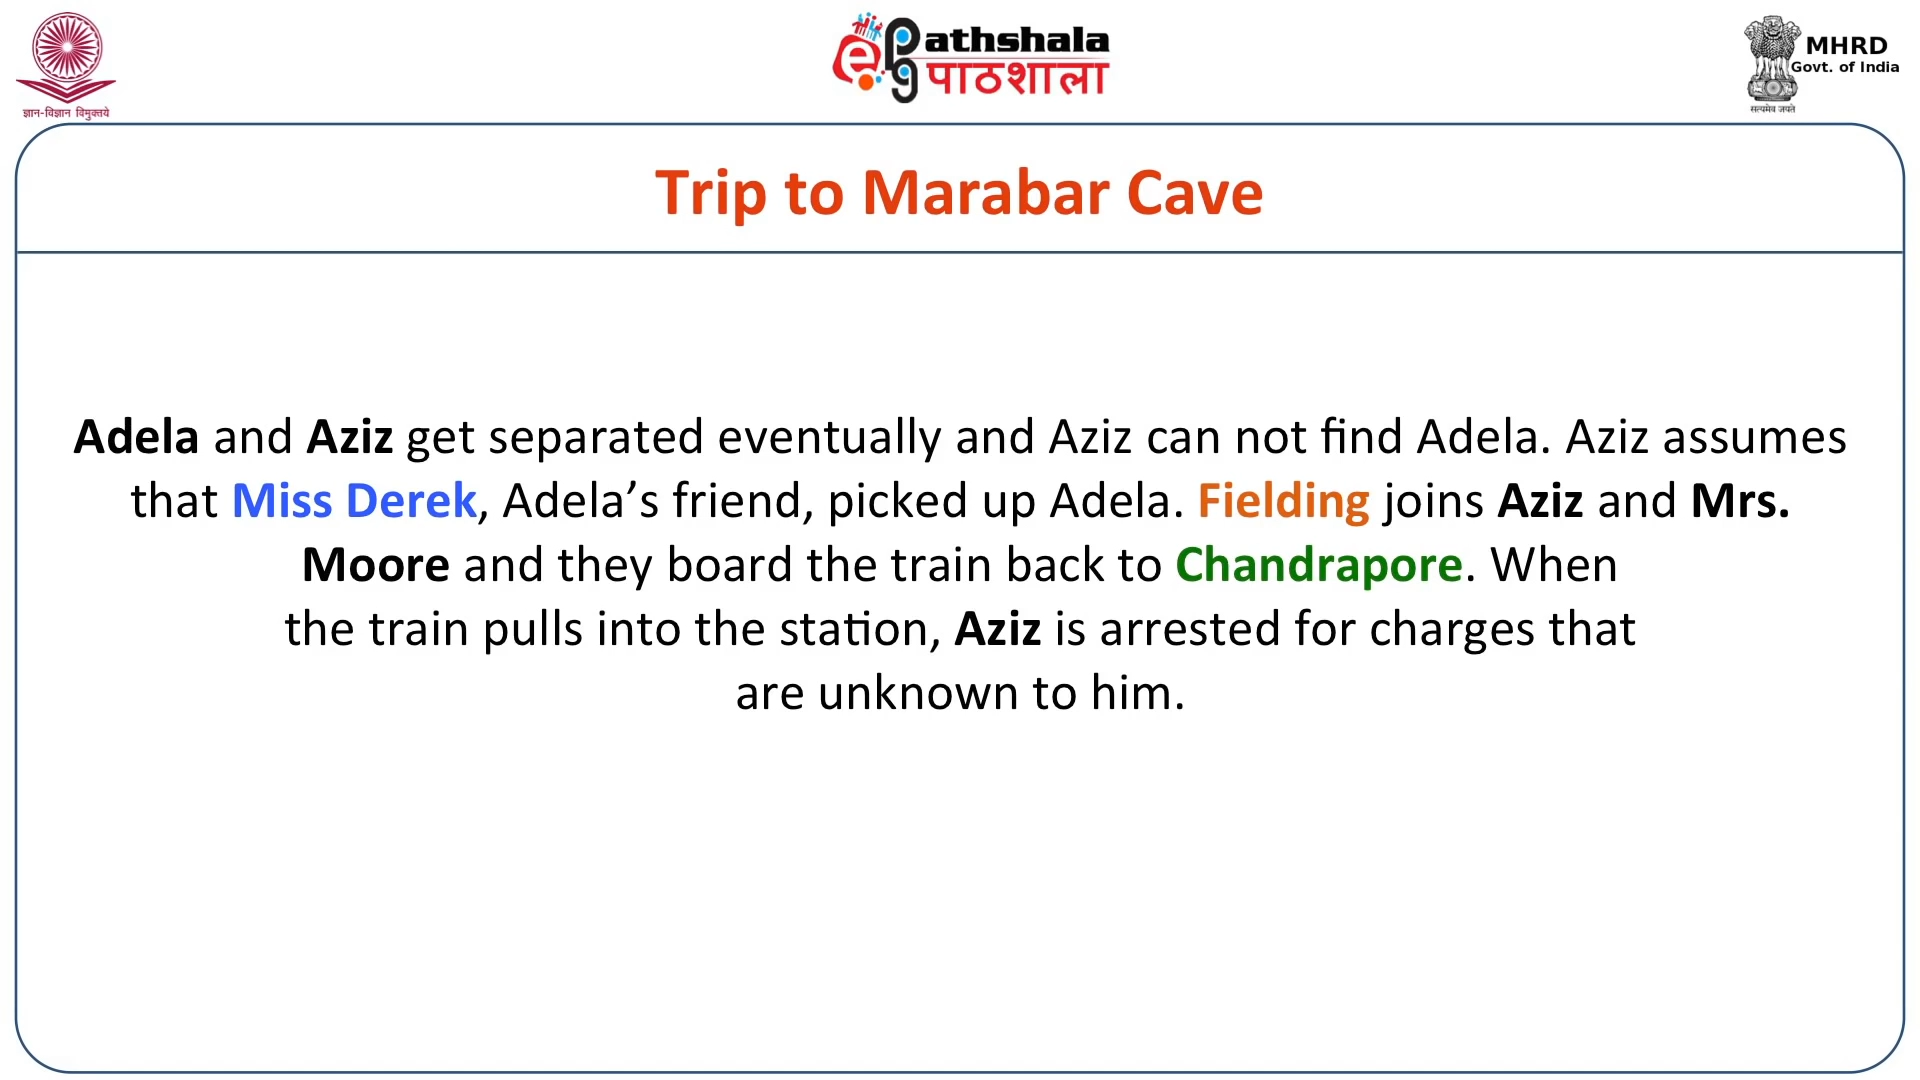 ज्ञान-विज्ञान विमुक्तये
e
PG
athshala
पाठशाला
MHRD
Govt. of India
सत्यमेव जयते
Trip to Marabar Cave
Adela and Aziz get separated eventually and Aziz can not find Adela. Aziz assumes
that Miss Derek, Adela’s friend, picked up Adela. Fielding joins Aziz and Mrs.
Moore and they board the train back to Chandrapore. When
the train pulls into the station, Aziz is arrested for charges that
are unknown to him.